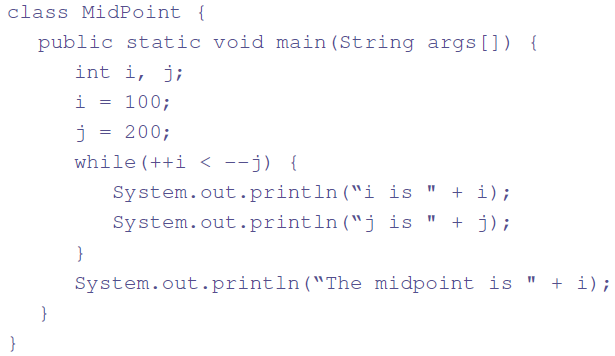 class MidPoint {
public static void main(String args[]) {
int i, j;
i = 100;
j = 200;
while(++i < --j) {
System.out.println(“i is " + i);
System.out.println(“j is " + j);
}
System.out.println(“The midpoint is " + i);
}
}